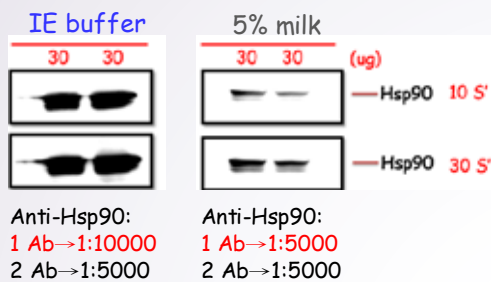 IE buffer 5% milk
30 30 30 30 (ug)
Hsp90 10 S'
Hsp90 30 S'
Anti-Hsp90: Anti-Hsp90:
1 Ab→1:10000 1 Ab→1:5000
2 Ab→1:5000 2 Ab→1:5000